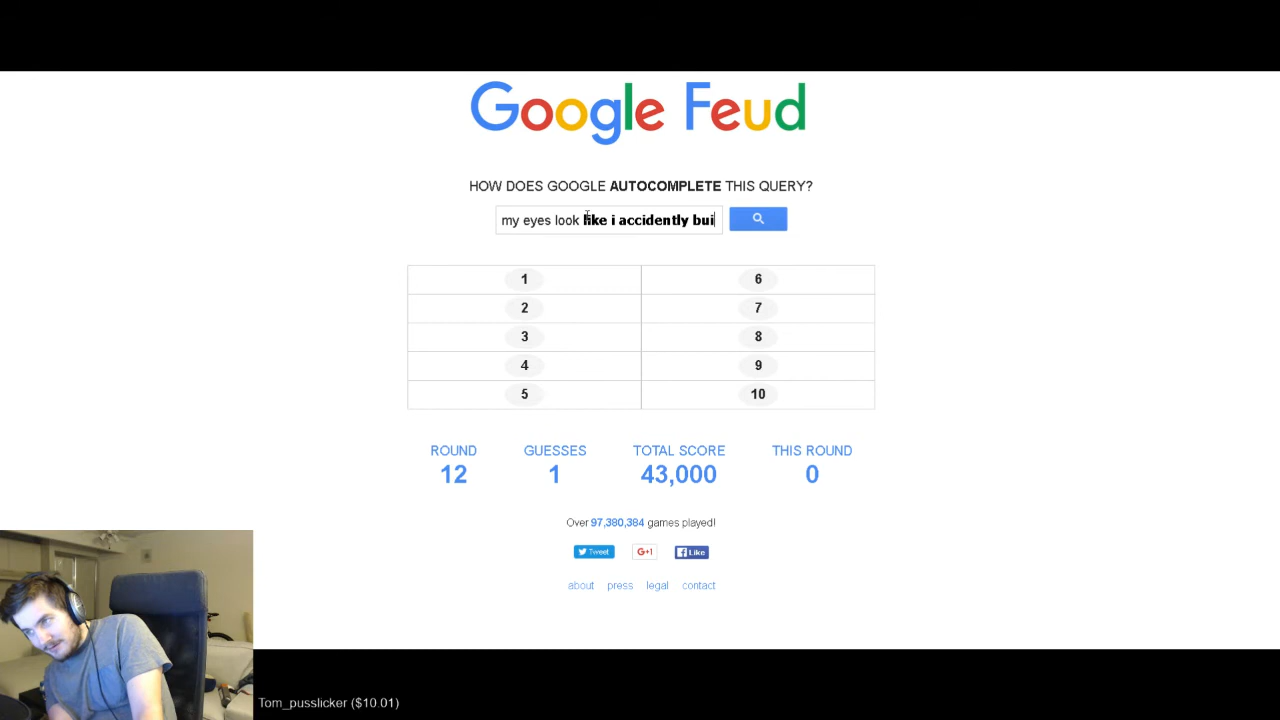 Google Feud
HOW DOES GOOGLE AUTOCOMPLETE THIS QUERY?
my eyes look like i accidently bui
1 6
2 7
3 8
4 9
5 10
ROUND GUESSES TOTAL SCORE THIS ROUND
12 1 43,000 0
Over 97,380,384 games played!
Tweet G+1 Like
about press legal contact
Tom_pusslicker ($10.01)